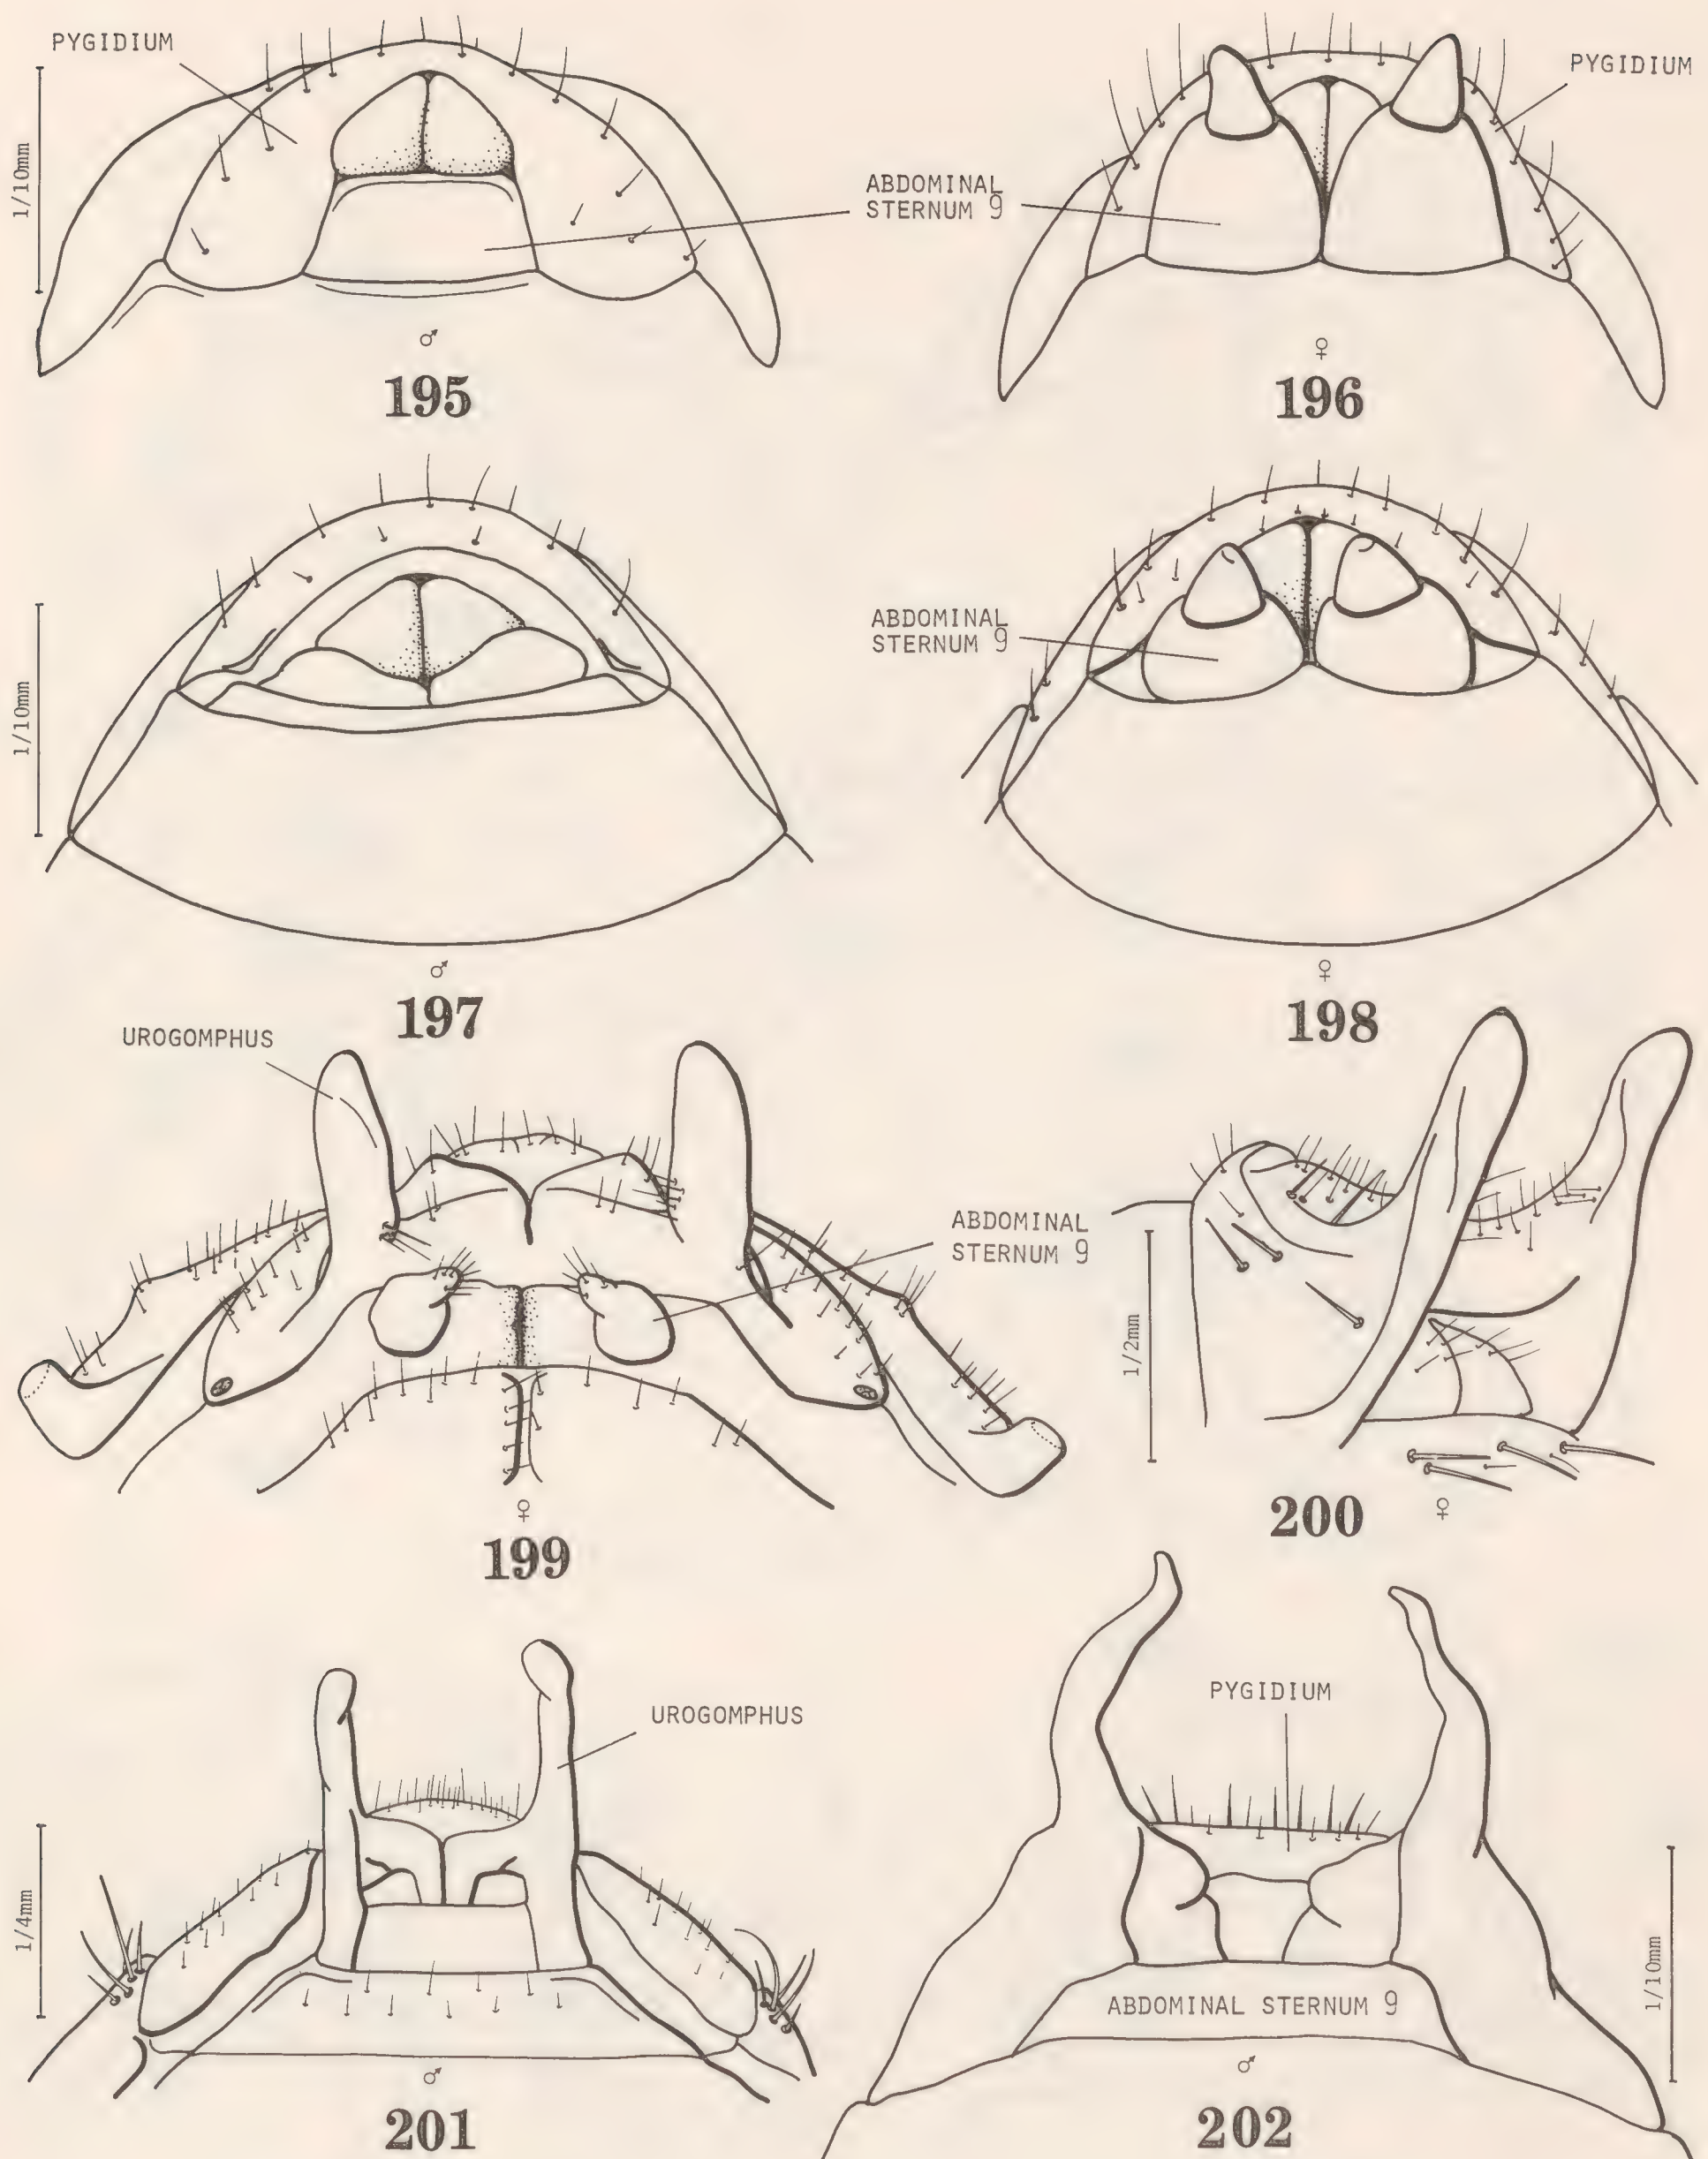 PYGIDIUM
PYGIDIUM
1/10mm
ABDOMINAL
STERNUM 9
♂
♀
195
196
1/10mm
ABDOMINAL
STERNUM 9
♂
♀
197
198
UROGOMPHUS
ABDOMINAL
STERNUM 9
1/2mm
♀
199
200 ♀
UROGOMPHUS
PYGIDIUM
1/4mm
1/10mm
ABDOMINAL STERNUM 9
♂
♂
201
202